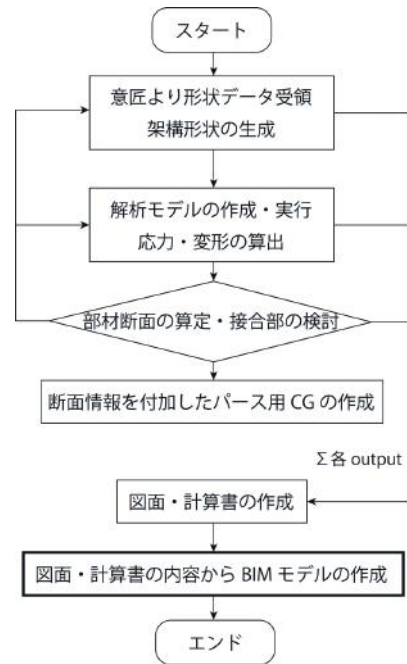 スタート
意匠より形状データ受領
架構形状の生成
解析モデルの作成・実行
応力・変形の算出
部材断面の算定・接合部の検討
断面情報を付加したパース用 CG の作成
Σ各 output
図面・計算書の作成
図面・計算書の内容から BIM モデルの作成
エンド